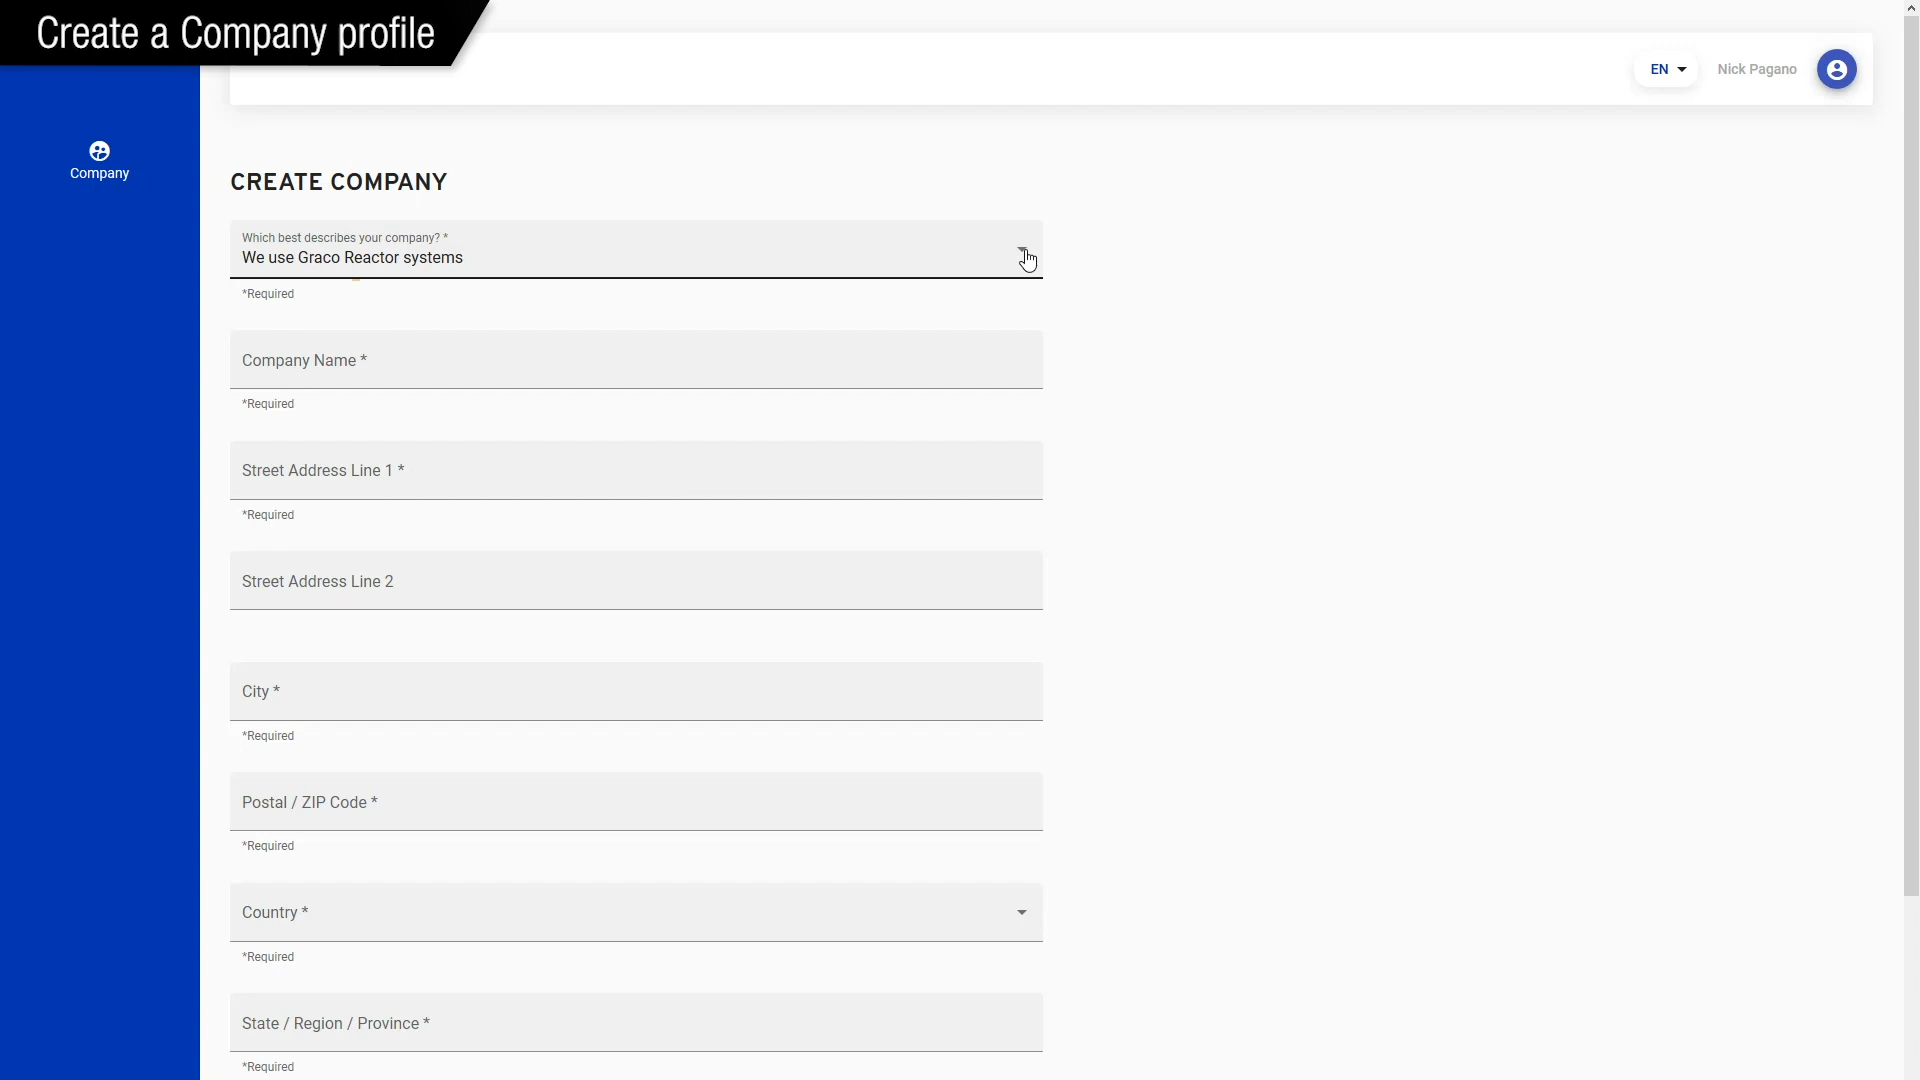 Create a Company profile
EN
Nick Pagano
Company
CREATE COMPANY
Which best describes your company? *
We use Graco Reactor systems
*Required
Company Name *
*Required
Street Address Line 1 *
*Required
Street Address Line 2
City *
*Required
Postal / ZIP Code *
*Required
Country *
*Required
State / Region / Province *
*Required